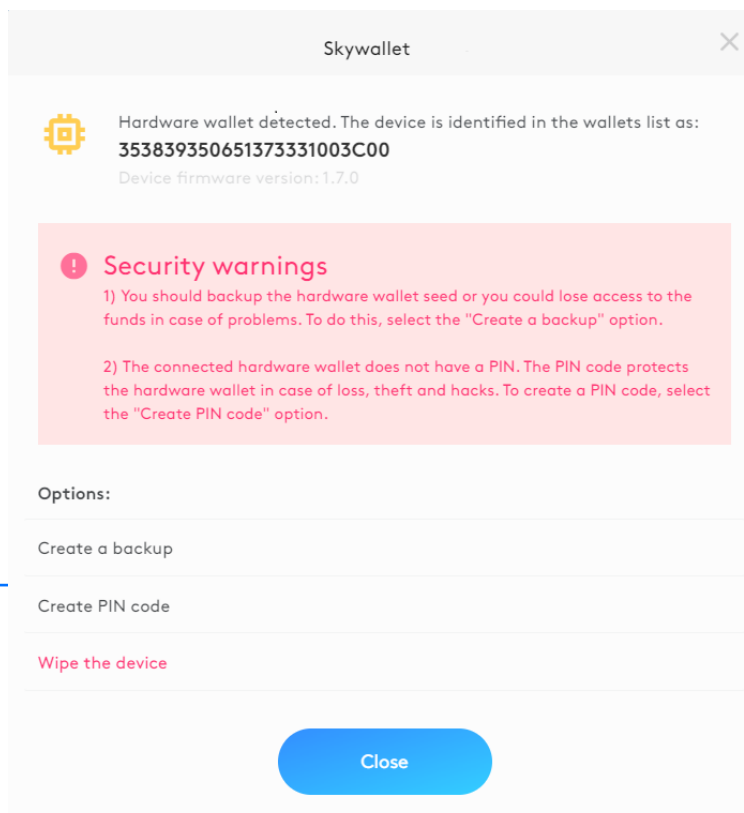 Skywallet
Hardware wallet detected. The device is identified in the wallets list as:
353839350651373331003C00
Device firmware version: 1.7.0
Security warnings
1) You should backup the hardware wallet seed or you could lose access to the
funds in case of problems. To do this, select the "Create a backup" option.
2) The connected hardware wallet does not have a PIN. The PIN code protects
the hardware wallet in case of loss, theft and hacks. To create a PIN code, select
the "Create PIN code" option.
Options:
Create a backup
Create PIN code
Wipe the device
Close